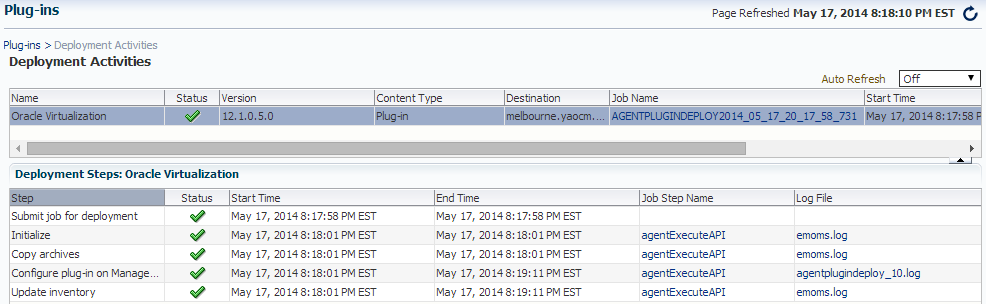 Plug-ins
Page Refreshed May 17, 2014 8:18:10 PM EST
Plug-ins > Deployment Activities
Deployment Activities
Auto Refresh Off
Name Status Version Content Type Destination Job Name Start Time
Oracle Virtualization 12.1.0.5.0 Plug-in melbourne.yaocm.... AGENTPLUGINDEPLOY2014_05_17_20_17_58_731 May 17, 2014 8:17:58 P
Deployment Steps: Oracle Virtualization
Step Status Start Time End Time Job Step Name Log File
Submit job for deployment May 17, 2014 8:17:58 PM EST May 17, 2014 8:17:58 PM EST
Initialize May 17, 2014 8:18:01 PM EST May 17, 2014 8:18:01 PM EST agentExecuteAPI emoms.log
Copy archives May 17, 2014 8:18:01 PM EST May 17, 2014 8:18:01 PM EST agentExecuteAPI emoms.log
Configure plug-in on Manage... May 17, 2014 8:18:01 PM EST May 17, 2014 8:19:11 PM EST agentExecuteAPI agentplugindeploy_10.log
Update inventory May 17, 2014 8:18:01 PM EST May 17, 2014 8:19:11 PM EST agentExecuteAPI emoms.log